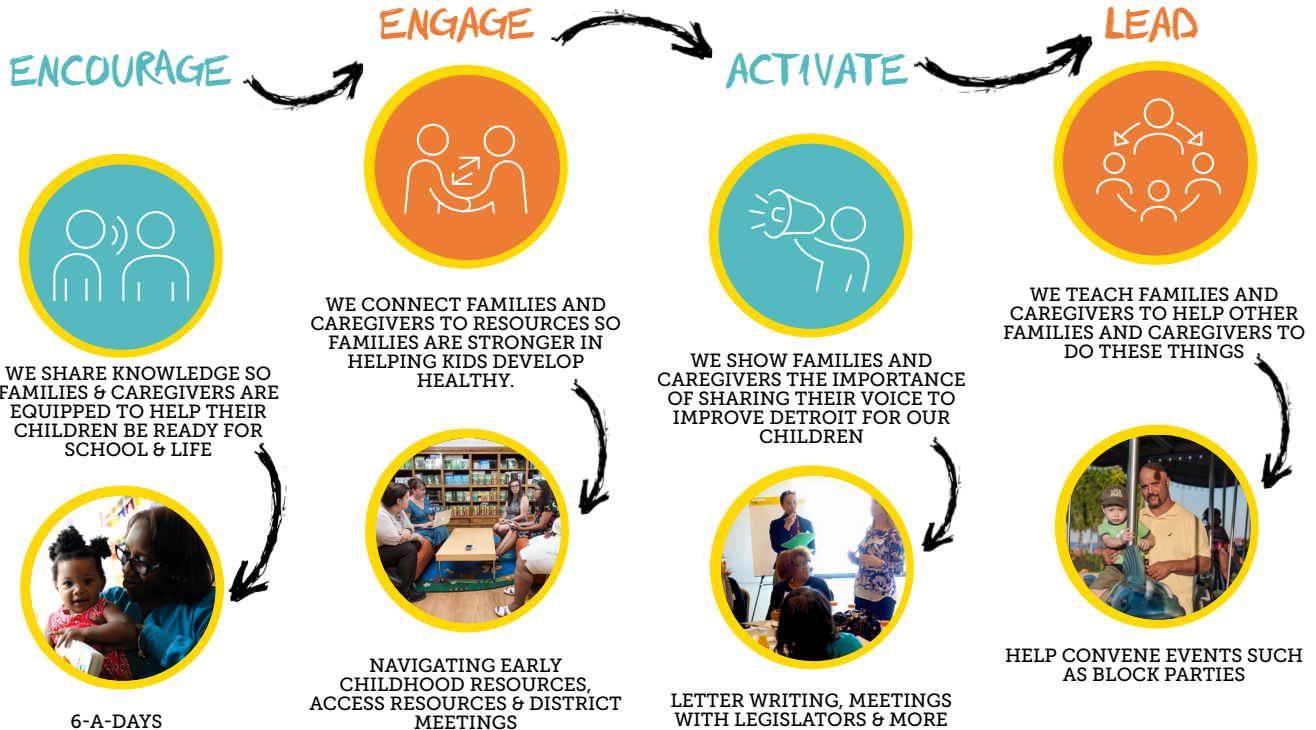 ENCOURAGE
WE SHARE KNOWLEDGE SO
FAMILIES & CAREGIVERS ARE
EQUIPPED TO HELP THEIR
CHILDREN BE READY FOR
SCHOOL & LIFE
6-A-DAYS
ENGAGE
WE CONNECT FAMILIES AND
CAREGIVERS TO RESOURCES SO
FAMILIES ARE STRONGER IN
HELPING KIDS DEVELOP
HEALTHY.
NAVIGATING EARLY
CHILDHOOD RESOURCES,
ACCESS RESOURCES & DISTRICT
MEETINGS
ACT1VATE
WE SHOW FAMILIES AND
CAREGIVERS THE IMPORTANCE
OF SHARING THEIR VOICE TO
IMPROVE DETROIT FOR OUR
CHILDREN
LETTER WRITING, MEETINGS
WITH LEGISLATORS & MORE
LEAD
WE TEACH FAMILIES AND
CAREGIVERS TO HELP OTHER
FAMILIES AND CAREGIVERS TO
DO THESE THINGS
HELP CONVENE EVENTS SUCH
AS BLOCK PARTIES